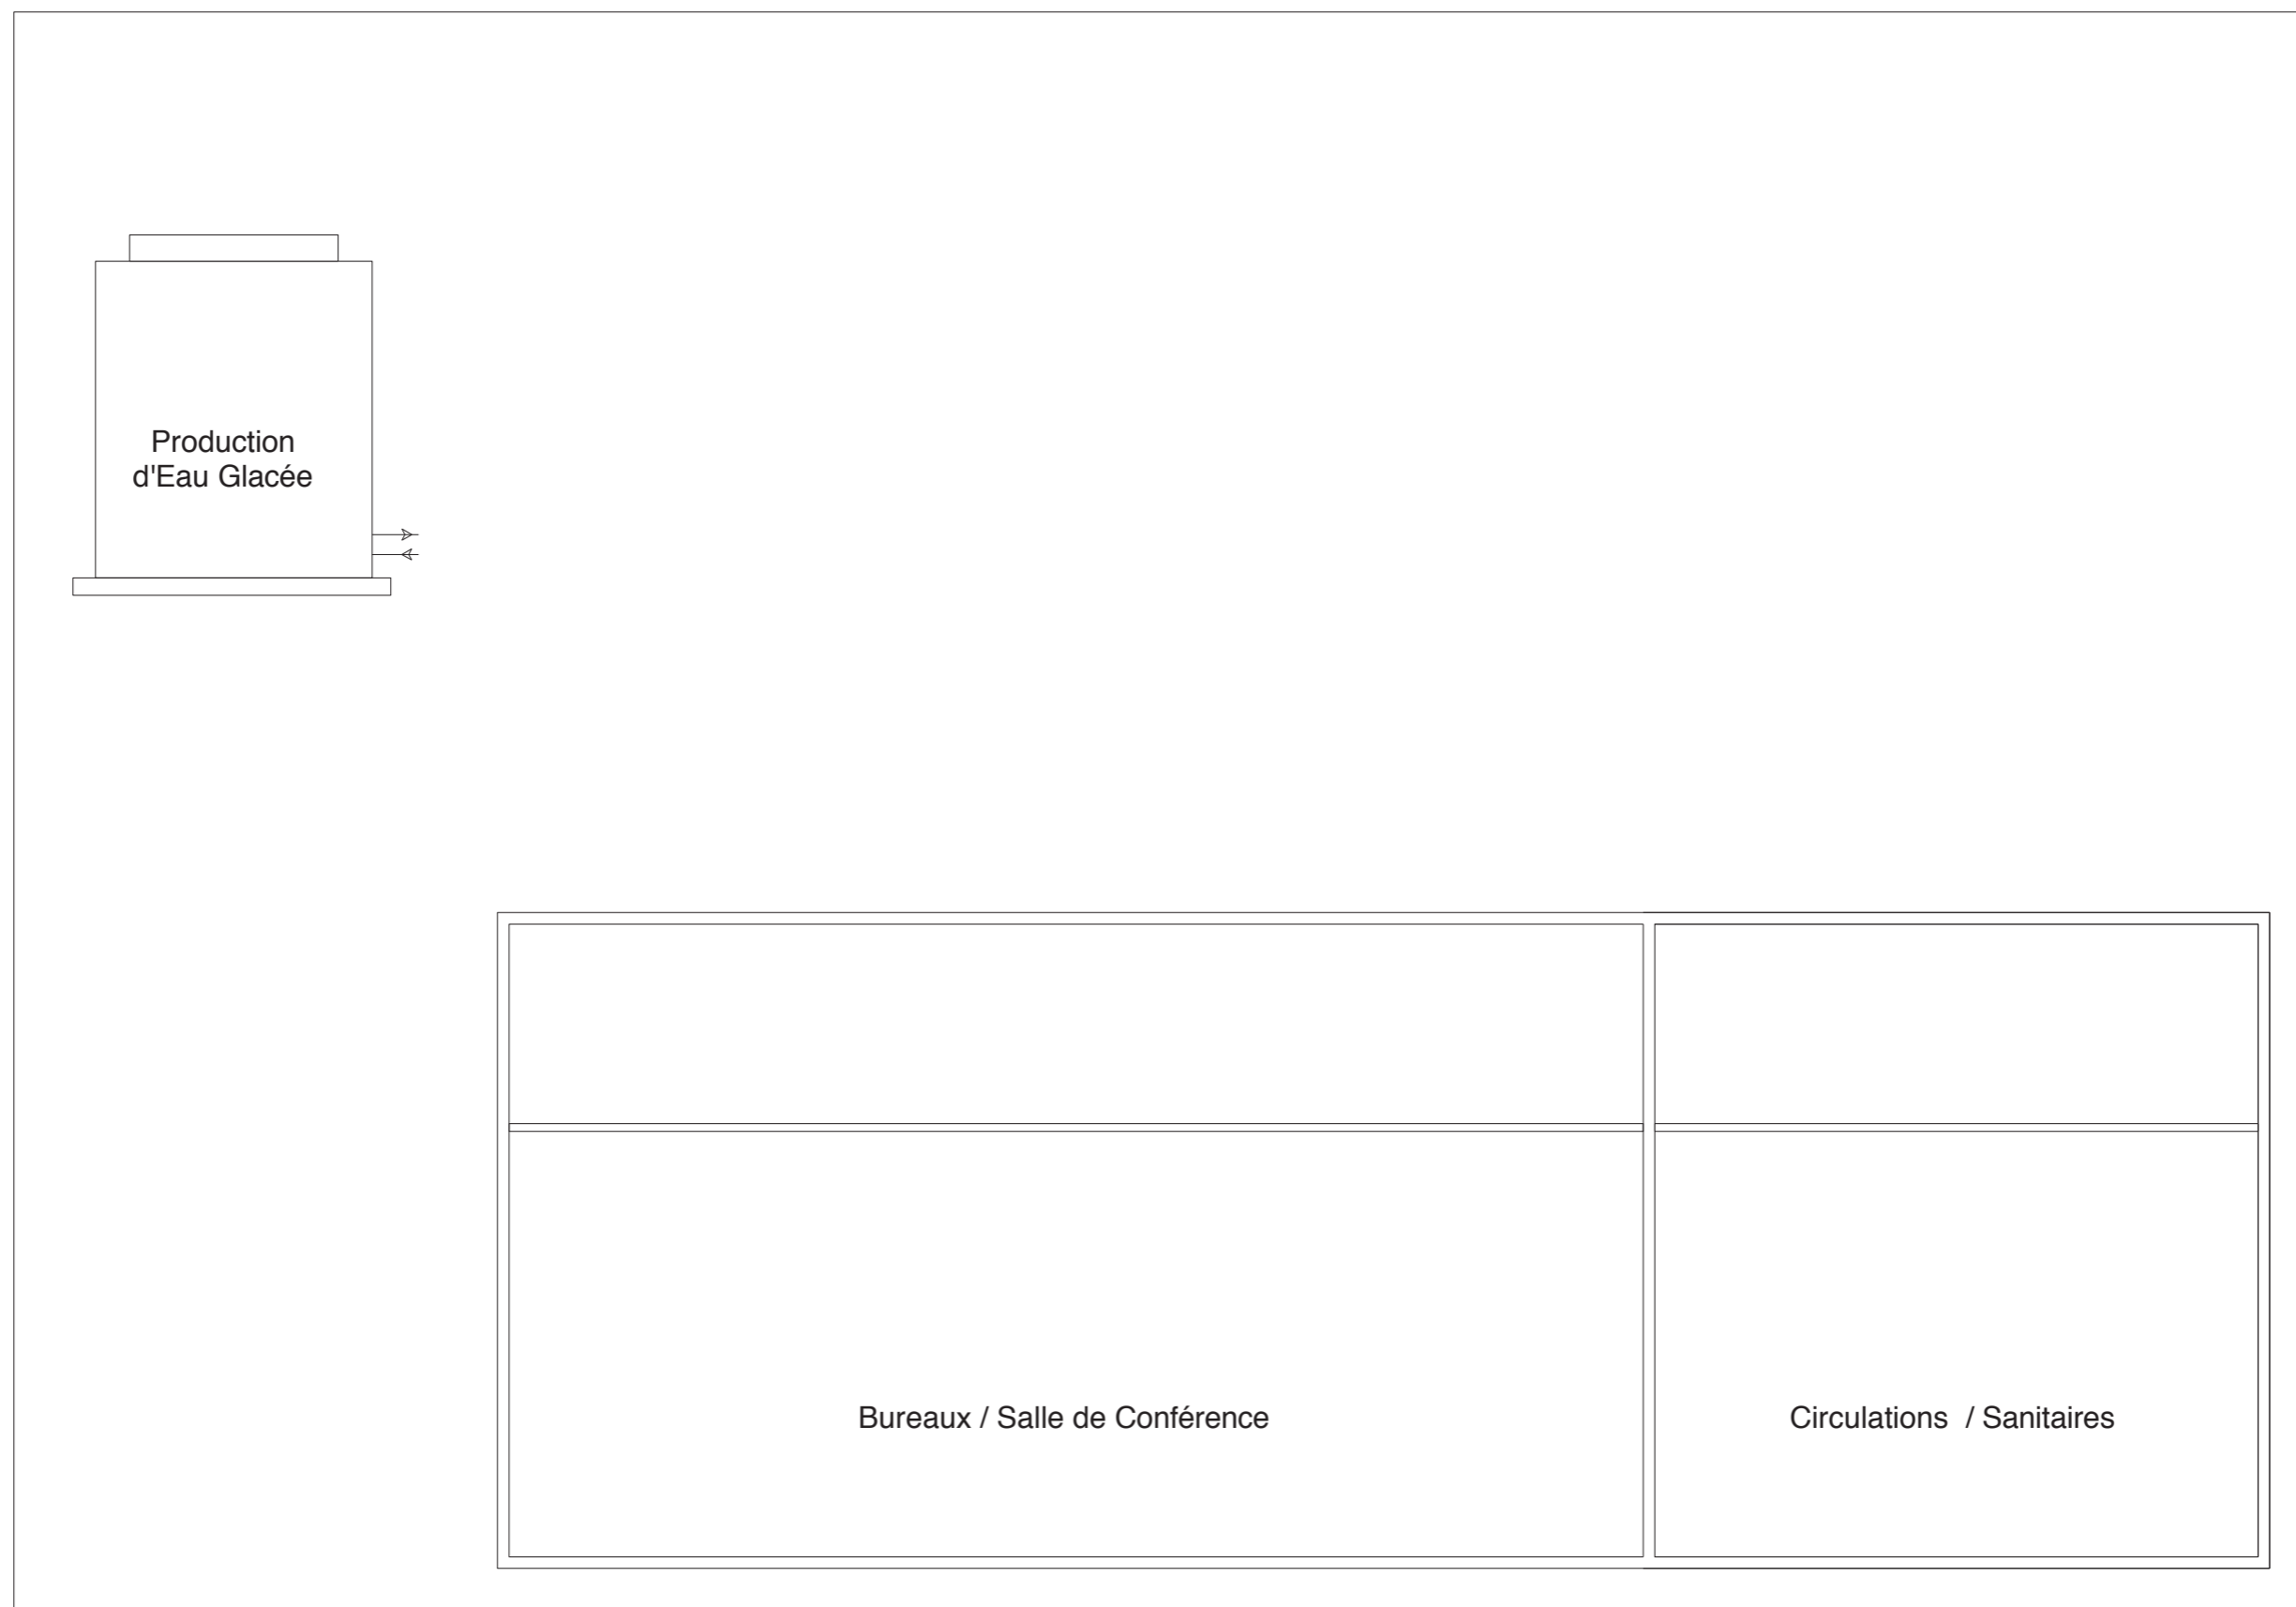 Production
d'Eau Glacée
Bureaux / Salle de Conférence
Circulations / Sanitaires